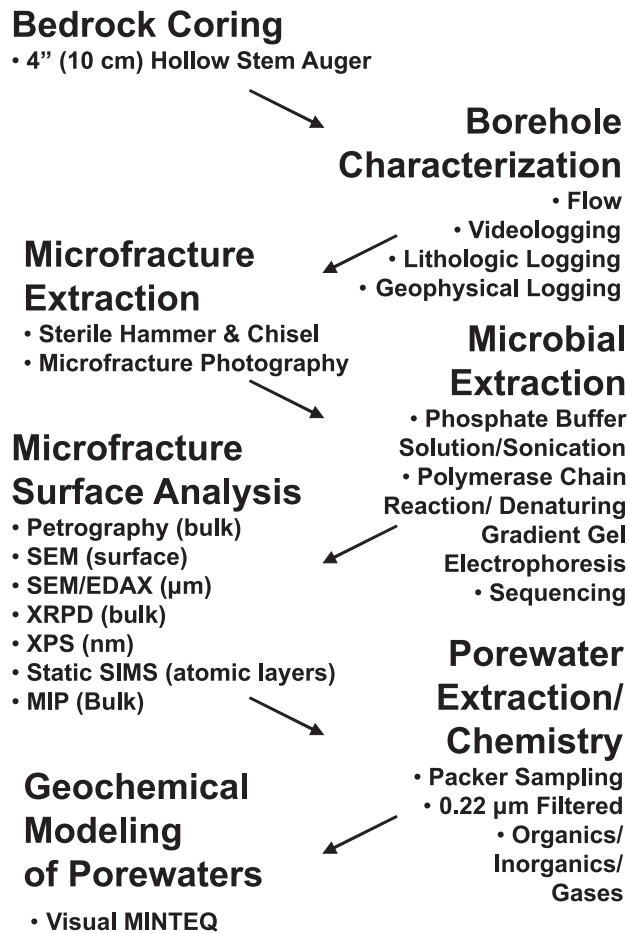 Bedrock Coring
• 4” (10 cm) Hollow Stem Auger
Borehole
Characterization
• Flow
• Videologging
• Lithologic Logging
• Geophysical Logging
Microfracture
Extraction
• Sterile Hammer & Chisel
• Microfracture Photography
Microbial
Extraction
• Phosphate Buffer
Solution/Sonication
• Polymerase Chain
Reaction/ Denaturing
Gradient Gel
Electrophoresis
• Sequencing
Microfracture
Surface Analysis
• Petrography (bulk)
• SEM (surface)
• SEM/EDAX (µm)
• XRPD (bulk)
• XPS (nm)
• Static SIMS (atomic layers)
• MIP (Bulk)
Porewater
Extraction/
Chemistry
• Packer Sampling
• 0.22 µm Filtered
• Organics/
Inorganics/
Gases
Geochemical
Modeling
of Porewaters
• Visual MINTEQ